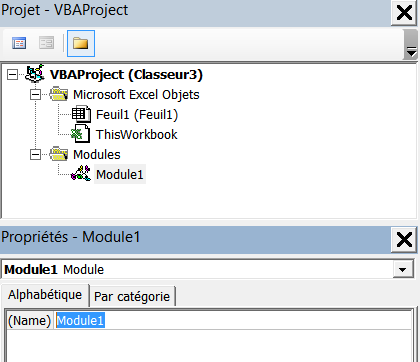 Projet - VBAProject
VBAProject (Classeur3)
Microsoft Excel Objets
Feuil1 (Feuil1)
ThisWorkbook
Modules
Module1
Propriétés - Module1
Module1 Module
Alphabétique Par catégorie
(Name) Module1